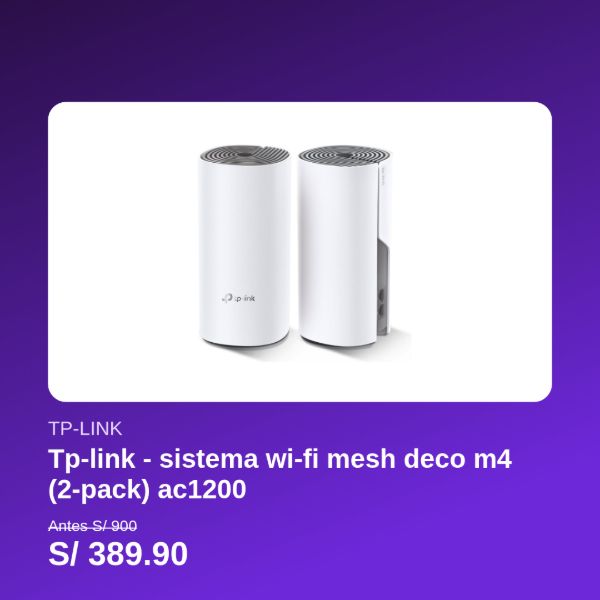 tp-link
TP-LINK
Tp-link - sistema wi-fi mesh deco m4
(2-pack) ac1200
Antes S/ 900
S/ 389.90